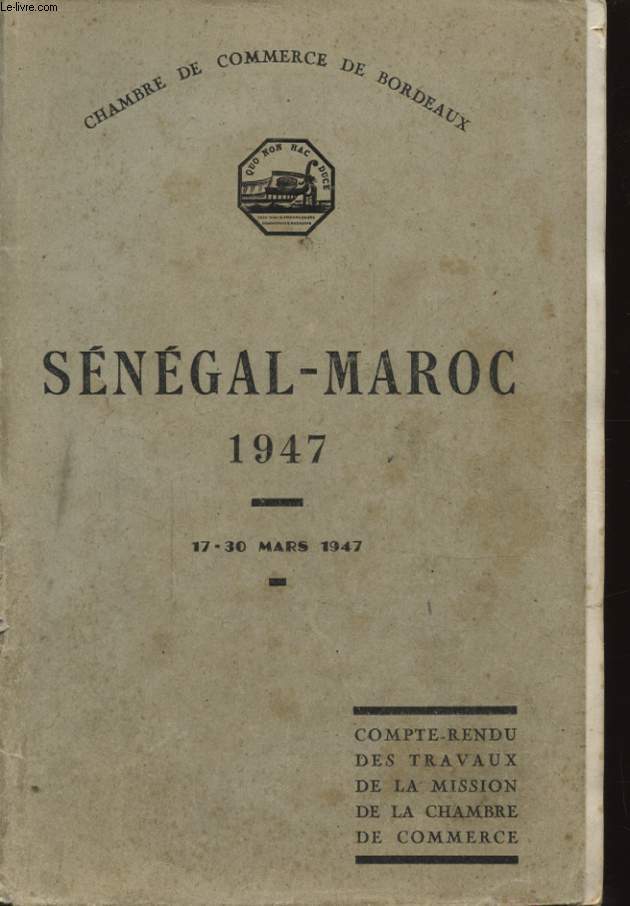 Le-livre.com
CHAMBRE DE COMMERCE DE BORDEAUX
QUO NON HAC DUCE
SÉNÉGAL-MAROC
1947
17-30 MARS 1947
COMPTE-RENDU
DES TRAVAUX
DE LA MISSION
DE LA CHAMBRE
DE COMMERCE